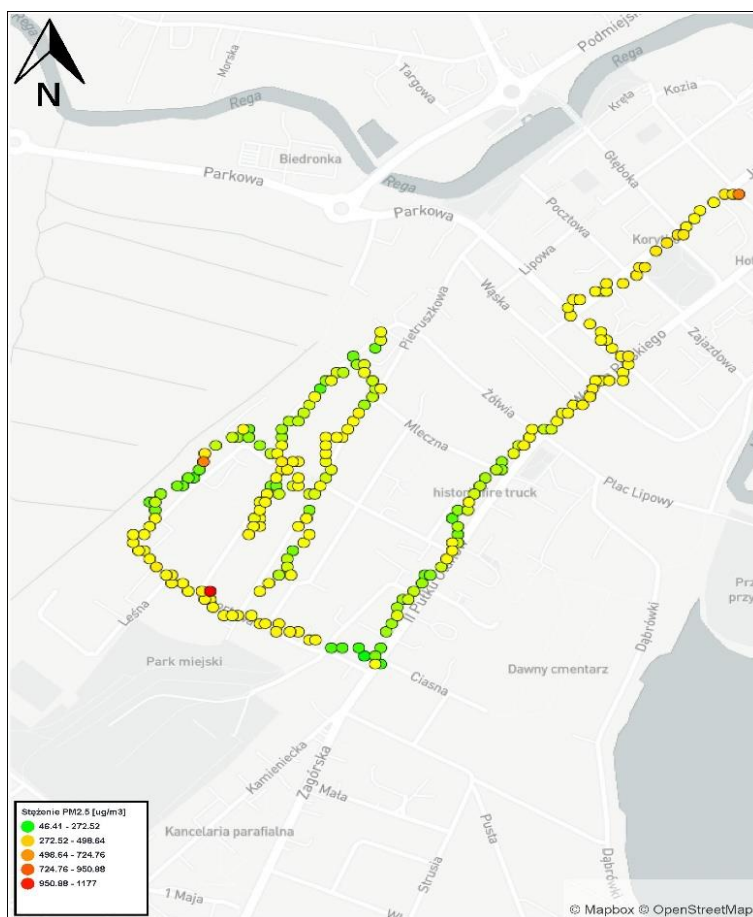 Podmiejs
Rega
Morska
Targowa
Rega
N
Rega
Kręta
Kozia
Biedronka
Głęboka
Parkowa
Rega
Parkowa
Pocztowa
Lipowa
Wąska
Pietruszkowa
Zajazdowa
Żółwia
Mleczna
Plac Lipowy
historic fire truck
Leśna
Dąbrówki
Park miejski
Dawny cmentarz
Ciasna
Kamieniecka
Zagórska
Mała
Stężenie PM2.5 [ug/m3]
46.41 - 272.52
272.52 - 498.64
498.64 - 724.76
724.76 - 950.88
950.88 - 1177
Kancelaria parafialna
Pusta
Dąbrówki
Strusia
1 Maja
© Mapbox © OpenStreetMap